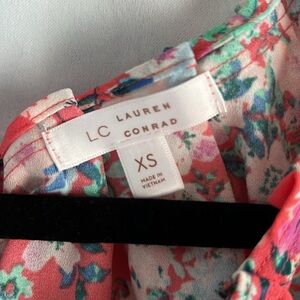 LC LAUREN
CONRAD
XS
MADE IN
VIETNAM